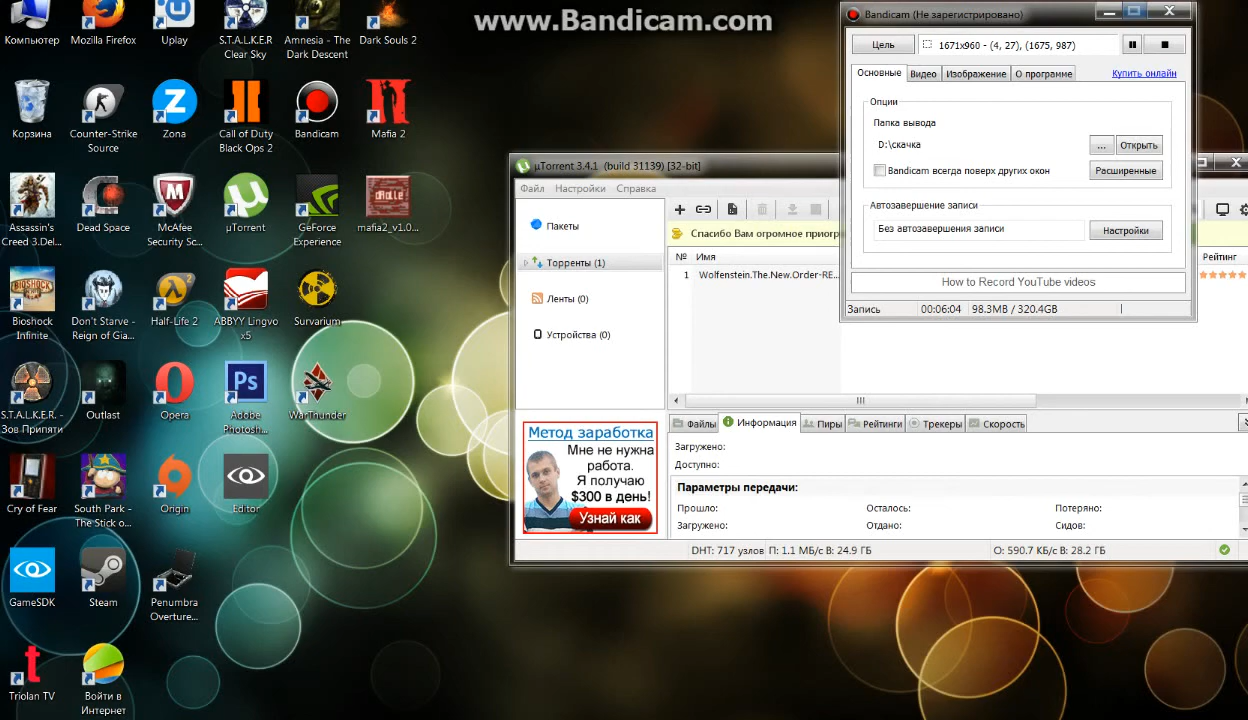 www.Bandicam.com
Компьютер
Mozilla Firefox
Uplay
S.T.A.L.K.E.R
Clear Sky
Amnesia - The
Dark Descent
Dark Souls 2
Корзина
Counter-Strike
Source
Zona
Call of Duty
Black Ops 2
Bandicam
Mafia 2
Assassin's
Creed 3.Del...
Dead Space
McAfee
Security Sc...
µTorrent
GeForce
Experience
mafia2_v1.0...
Bioshock
Infinite
Don't Starve -
Reign of Gia...
Half-Life 2
ABBYY Lingvo
x5
Survarium
S.T.A.L.K.E.R. -
Зов Припяти
Outlast
Opera
Adobe
Photosh...
WarThunder
Cry of Fear
South Park -
The Stick o...
Origin
Editor
GameSDK
Steam
Penumbra
Overture...
Triolan TV
Войти в
Интернет
Bandicam (Не зарегистрировано)
Цель
1671x960 - (4, 27), (1675, 987)
Основные
Видео
Изображение
О программе
Купить онлайн
Опции
Папка вывода
D:\скачка
...
Открыть
Bandicam всегда поверх других окон
Расширенные
Автозавершение записи
Без автозавершения записи
Настройки
How to Record YouTube videos
Запись
00:06:04
98.3MB / 320.4GB
µTorrent 3.4.1 (build 31139) [32-bit]
Файл
Настройки
Справка
Пакеты
Торренты (1)
Ленты (0)
Устройства (0)
Спасибо Вам огромное приогр
№
Имя
Рейтинг
1
Wolfenstein.The.New.Order-RE...
Метод заработка
Мне не нужна
работа.
Я получаю
$300 в день!
Узнай как
Файлы
Информация
Пиры
Рейтинги
Трекеры
Скорость
Загружено:
Доступно:
Параметры передачи:
Прошло:
Осталось:
Потеряно:
Загружено:
Отдано:
Сидов:
DHT: 717 узлов
П: 1.1 МБ/с В: 24.9 ГБ
О: 590.7 КБ/с В: 28.2 ГБ